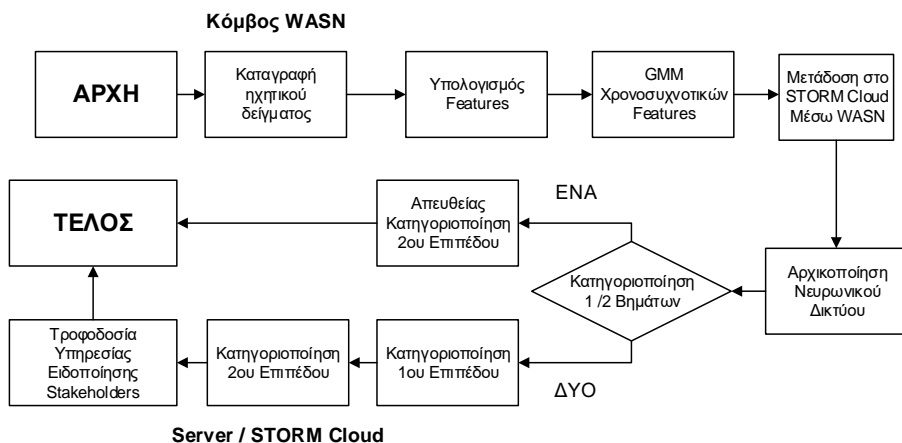 Κόμβος WASN
ΑΡΧΗ
Καταγραφή
ηχητικού
δείγματος
Υπολογισμός
Features
GMM
Χρονοσυχνοτικών
Features
Μετάδοση στο
STORM Cloud
Μέσω WASN
ΤΕΛΟΣ
Απευθείας
Κατηγοριοποίηση
2ου Επιπέδου
ΕΝΑ
Κατηγοριοποίηση
1 /2 Βημάτων
Αρχικοποίηση
Νευρωνικού
Δικτύου
Τροφοδοσία
Υπηρεσίας
Ειδοποίησης
Stakeholders
Κατηγοριοποίηση
2ου Επιπέδου
Κατηγοριοποίηση
1ου Επιπέδου
ΔΥΟ
Server / STORM Cloud